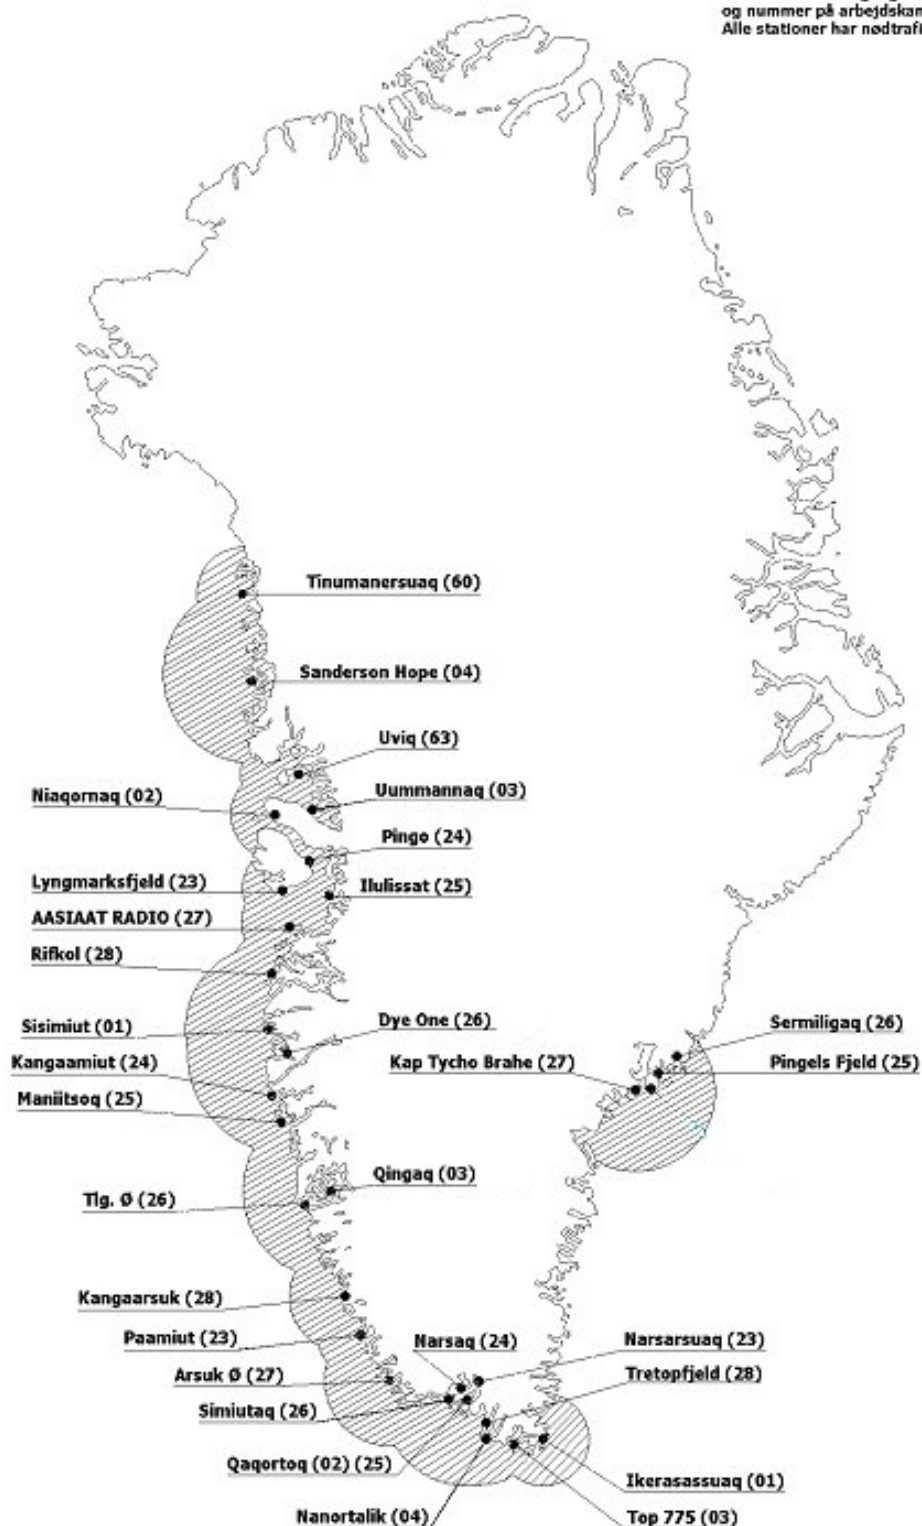 og nummer på arbejdskan
Alle stationer har nødtrafi
Tinumanersuaq (60)
Sanderson Hope (04)
Uviq (63)
Niaqornaq (02)
Uummannaq (03)
Pingo (24)
Lyngmarksfjeld (23)
Ilulissat (25)
AASIAAT RADIO (27)
Rifkol (28)
Sisimiut (01)
Dye One (26)
Sermiligaq (26)
Kangaamiut (24)
Kap Tycho Brahe (27)
Pingels Fjeld (25)
Maniitsoq (25)
Qingaq (03)
Tlg. Ø (26)
Kangaarsuk (28)
Paamiut (23)
Narsaq (24)
Narsarsuaq (23)
Arsuk Ø (27)
Tretopfjeld (28)
Simiutaq (26)
Qaqortoq (02) (25)
Ikerasassuaq (01)
Nanortalik (04)
Top 775 (03)